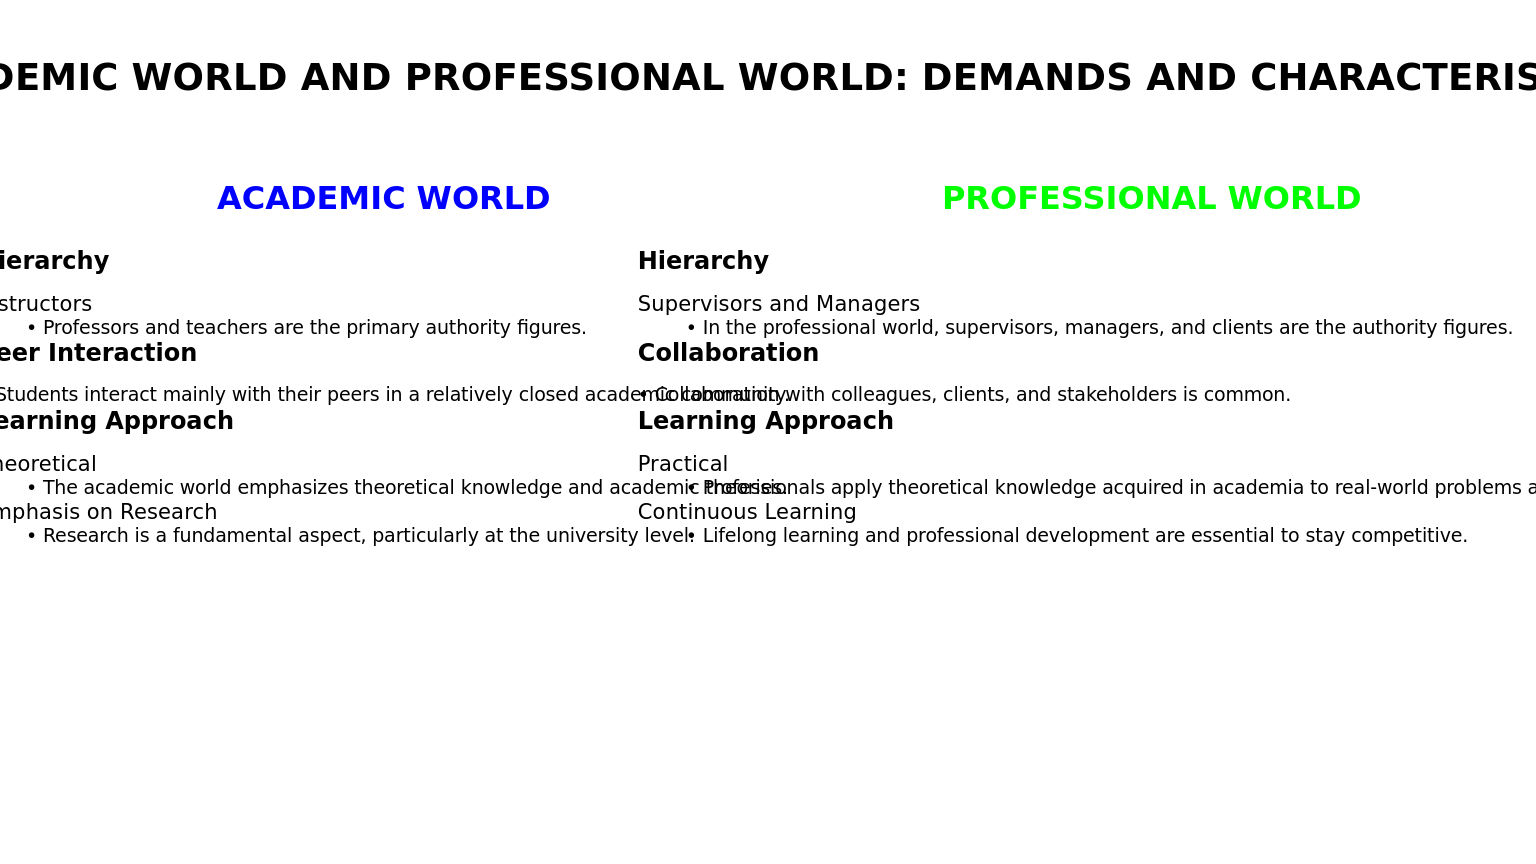 DEMIC WORLD AND PROFESSIONAL WORLD: DEMANDS AND CHARACTERIS
ACADEMIC WORLD
ierarchy
structors
• Professors and teachers are the primary authority figures.
eer Interaction
Students interact mainly with their peers in a relatively closed academic community.
earning Approach
heoretical
• The academic world emphasizes theoretical knowledge and academic theories.
mphasis on Research
• Research is a fundamental aspect, particularly at the university level.
PROFESSIONAL WORLD
Hierarchy
Supervisors and Managers
• In the professional world, supervisors, managers, and clients are the authority figures.
Collaboration
• Collaboration with colleagues, clients, and stakeholders is common.
Learning Approach
Practical
• Professionals apply theoretical knowledge acquired in academia to real-world problems a
Continuous Learning
• Lifelong learning and professional development are essential to stay competitive.